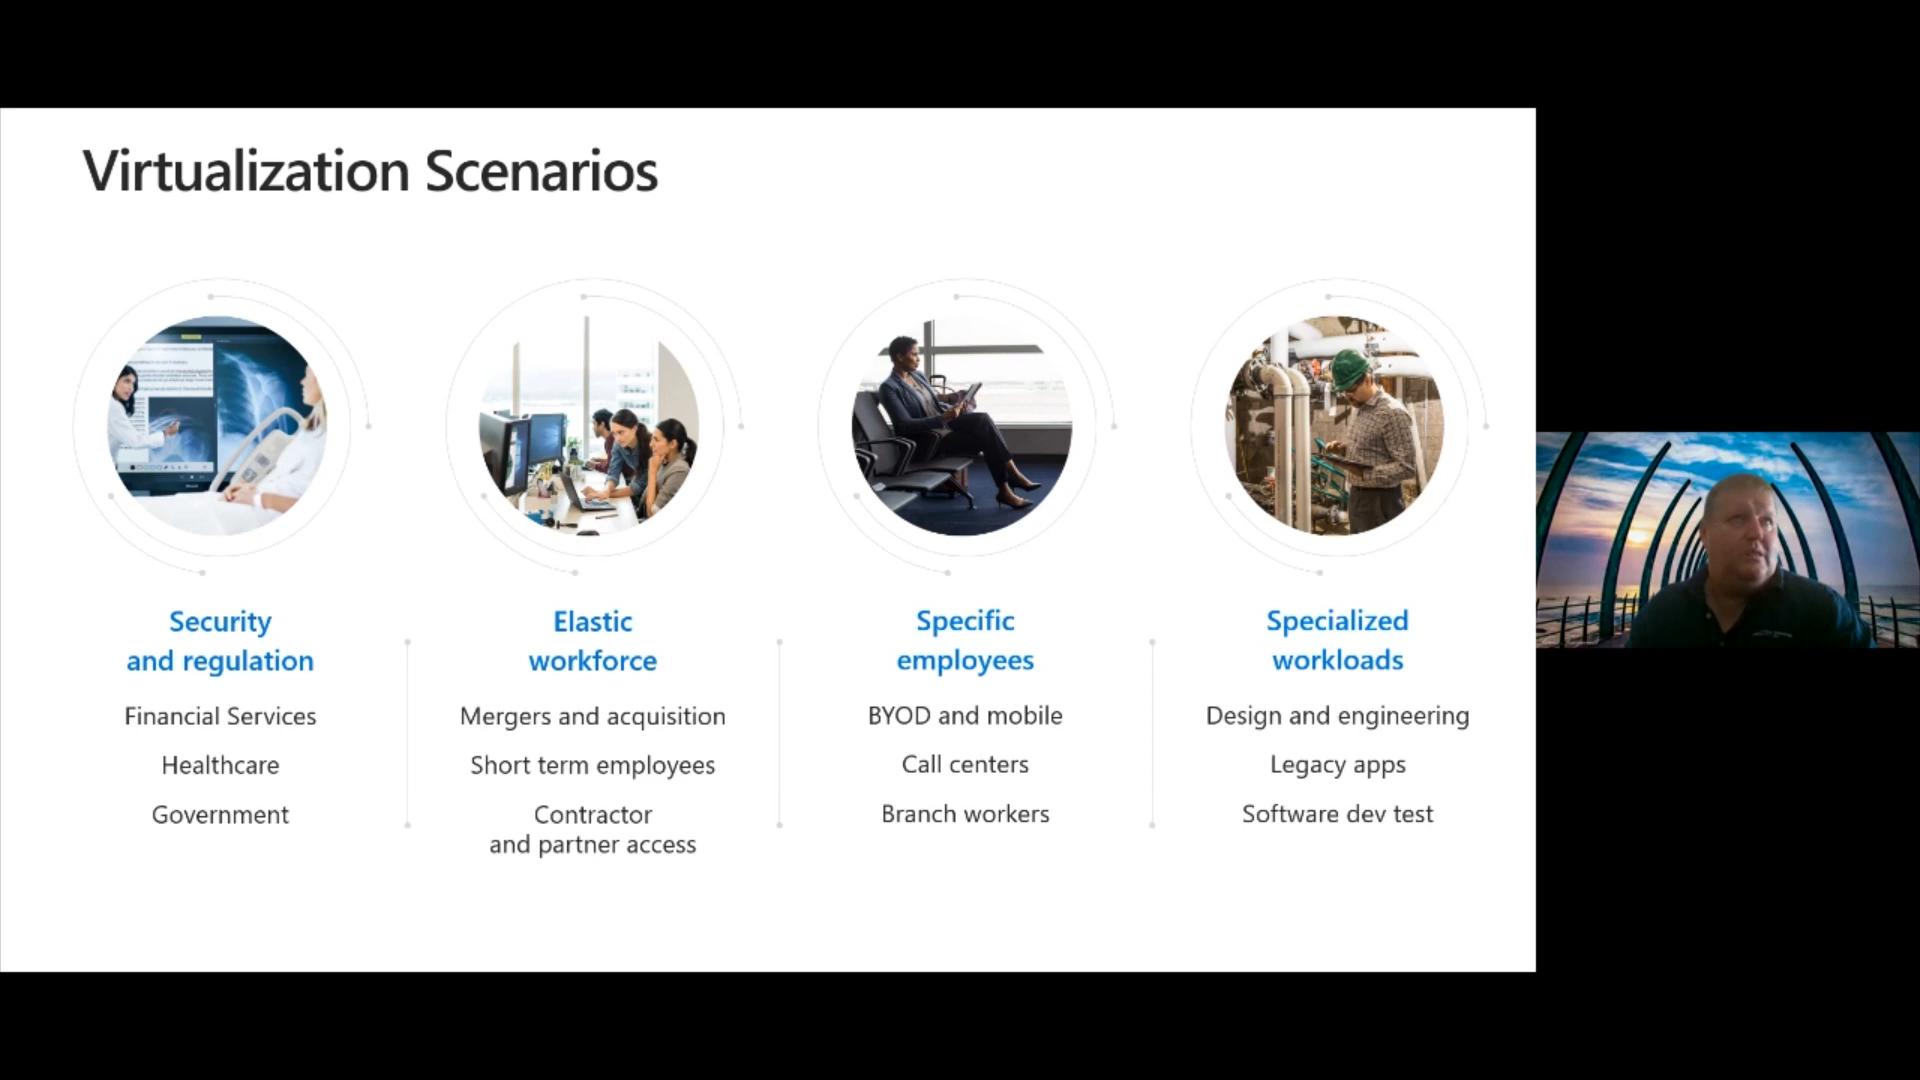 Virtualization Scenarios
Security
and regulation
Financial Services
Healthcare
Government
Elastic
workforce
Mergers and acquisition
Short term employees
Contractor
and partner access
Specific
employees
BYOD and mobile
Call centers
Branch workers
Specialized
workloads
Design and engineering
Legacy apps
Software dev test